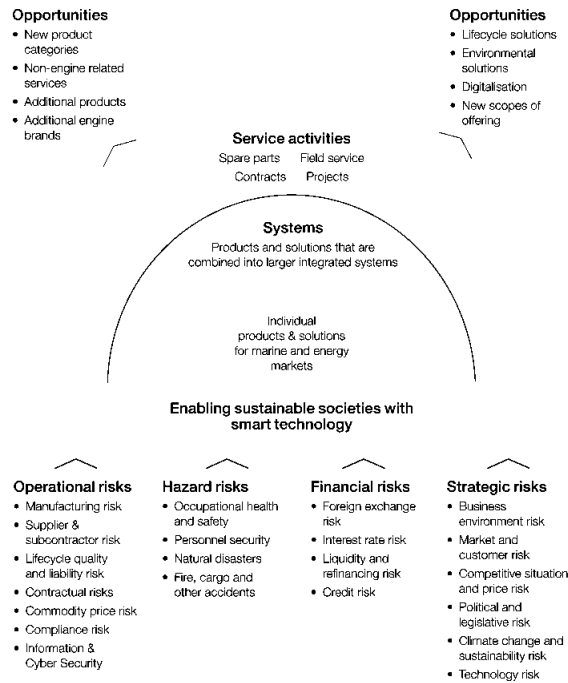 Opportunities
• New product
categories
• Non-engine related
services
• Additional products
• Additional engine
brands
Opportunities
• Lifecycle solutions
• Environmental
solutions
• Digitalisation
• New scopes of
offering
Service activities
Spare parts Field service
Contracts Projects
Systems
Products and solutions that are
combined into larger integrated systems
Individual
products & solutions
for marine and energy
markets
Enabling sustainable societies with
smart technology
Operational risks
• Manufacturing risk
• Supplier &
subcontractor risk
• Lifecycle quality
and liability risk
• Contractual risks
• Commodity price risk
• Compliance risk
• Information &
Cyber Security
Hazard risks
• Occupational health
and safety
• Personnel security
• Natural disasters
• Fire, cargo and
other accidents
Financial risks
• Foreign exchange
risk
• Interest rate risk
• Liquidity and
refinancing risk
• Credit risk
Strategic risks
• Business
environment risk
• Market and
customer risk
• Competitive situation
and price risk
• Political and
legislative risk
• Climate change and
sustainability risk
• Technology risk